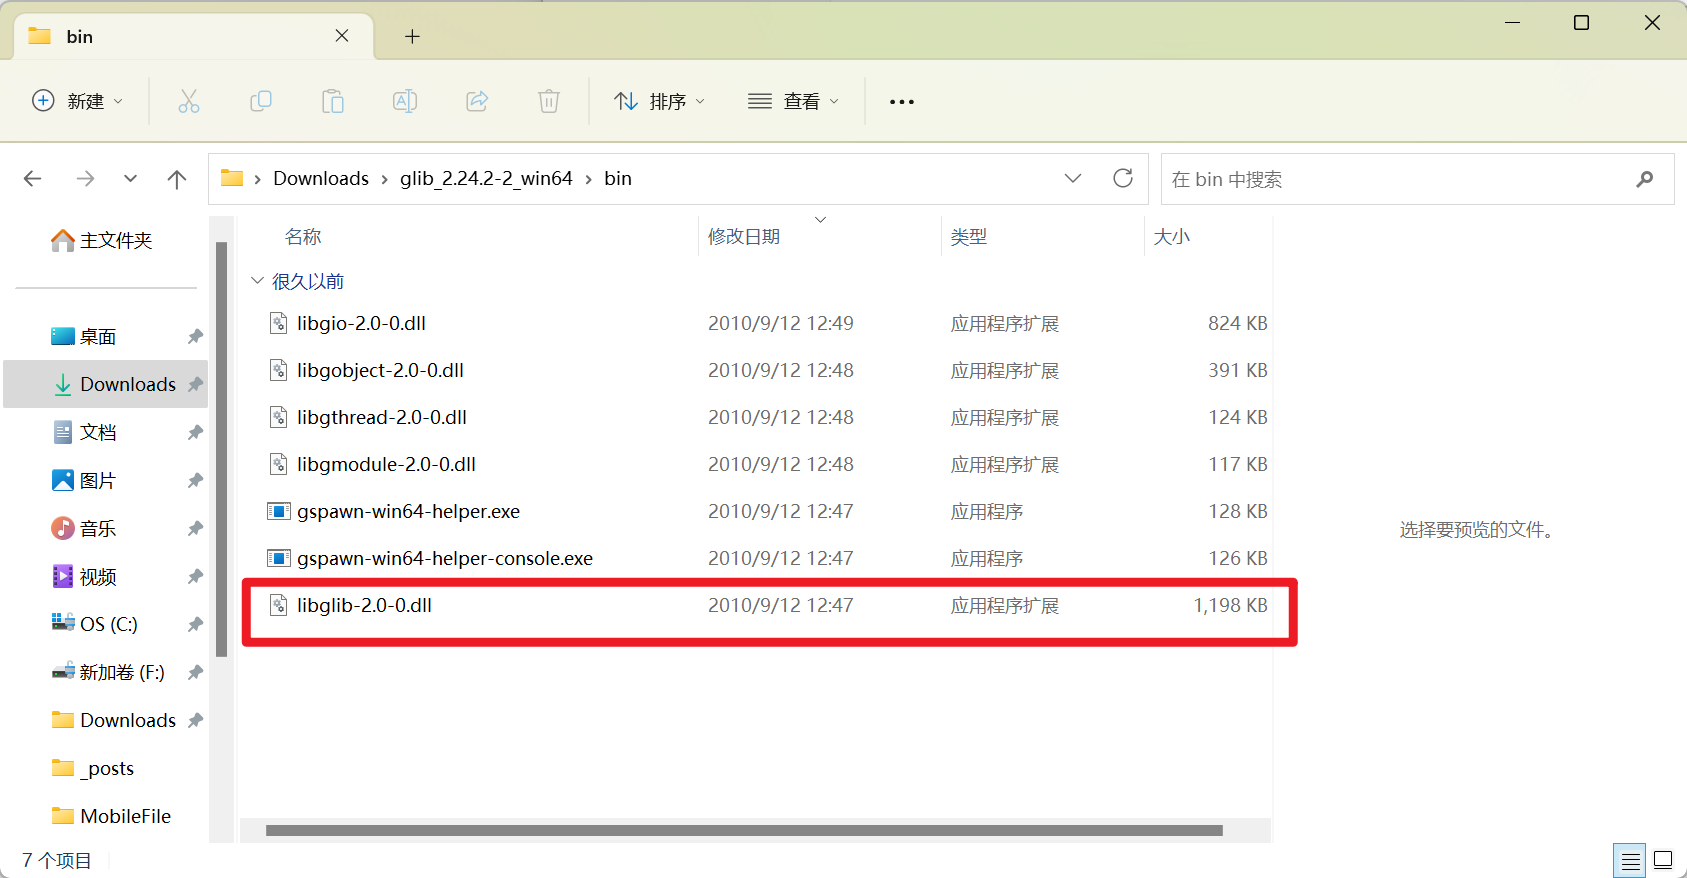 bin
新建
排序
查看
Downloads > glib_2.24.2-2_win64 > bin
在 bin 中搜索
主文件夹
桌面
Downloads
文档
图片
音乐
视频
OS (C:)
新加卷 (F:)
Downloads
_posts
MobileFile
名称 修改日期 类型 大小
很久以前
libgio-2.0-0.dll 2010/9/12 12:49 应用程序扩展 824 KB
libgobject-2.0-0.dll 2010/9/12 12:48 应用程序扩展 391 KB
libgthread-2.0-0.dll 2010/9/12 12:48 应用程序扩展 124 KB
libgmodule-2.0-0.dll 2010/9/12 12:48 应用程序扩展 117 KB
gspawn-win64-helper.exe 2010/9/12 12:47 应用程序 128 KB
gspawn-win64-helper-console.exe 2010/9/12 12:47 应用程序 126 KB
libglib-2.0-0.dll 2010/9/12 12:47 应用程序扩展 1,198 KB
选择要预览的文件。
7 个项目